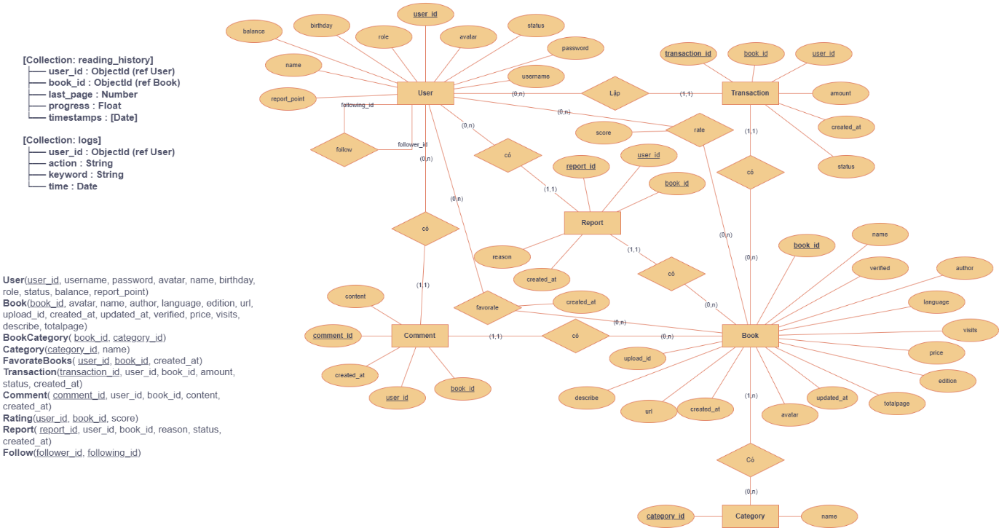 [Collection: reading_history]
├── user_id : ObjectId (ref User)
├── book_id : ObjectId (ref Book)
├── last_page : Number
├── progress : Float
└── timestamps : [Date]
[Collection: logs]
├── user_id : ObjectId (ref User)
├── action : String
├── keyword : String
└── time : Date
User(user_id, username, password, avatar, name, birthday,
role, status, balance, report_point)
Book(book_id, avatar, name, author, language, edition, url,
upload_id, created_at, updated_at, verified, price, visits,
describe, totalpage)
BookCategory( book_id, category_id)
Category(category_id, name)
FavorateBooks( user_id, book_id, created_at)
Transaction(transaction_id, user_id, book_id, amount,
status, created_at)
Comment( comment_id, user_id, book_id, content,
created_at)
Rating(user_id, book_id, score)
Report( report_id, user_id, book_id, reason, status,
created_at)
Follow(follower_id, following_id)
user_id
birthday
status
balance
role
avatar
password
name
username
report_point
User
following_id
follow
follower_id
(0,n)
Lập
(1,1)
Transaction
transaction_id
book_id
user_id
amount
created_at
status
(0,n)
rate
score
(0,n)
(0,n)
có
(1,1)
(1,1)
có
(0,n)
report_id
user_id
book_id
Report
reason
created_at
(1,1)
có
(0,n)
(0,n)
có
(1,1)
(0,n)
favorate
created_at
(0,n)
content
comment_id
Comment
created_at
user_id
book_id
(1,1)
có
(0,n)
Book
book_id
name
verified
author
language
visits
price
edition
totalpage
updated_at
avatar
created_at
url
describe
upload_id
(1,n)
Có
(0,n)
category_id
Category
name